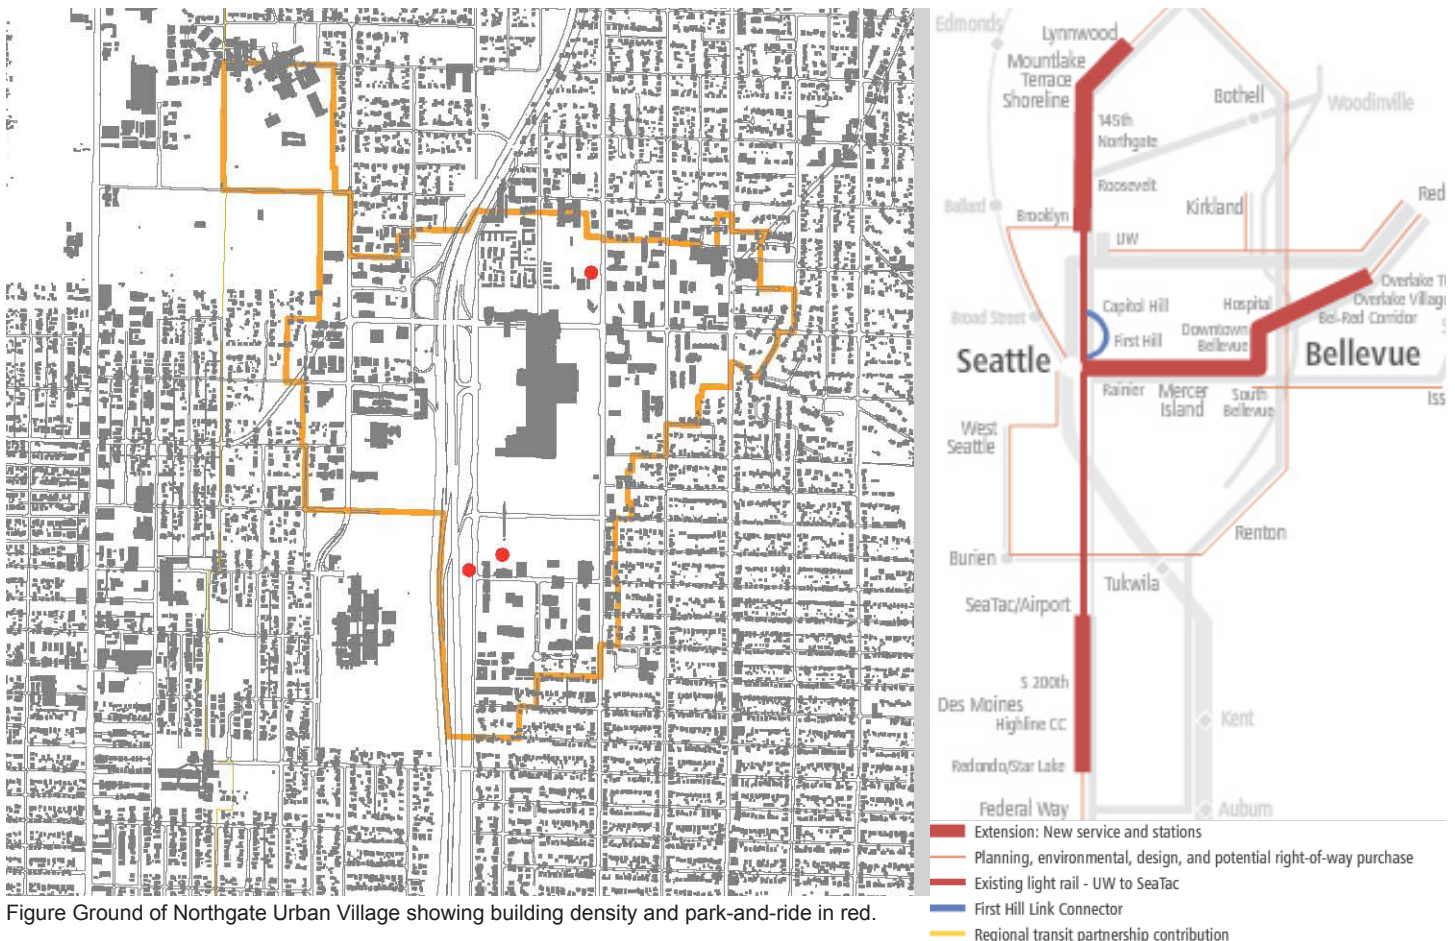 Edmonds
Lynnwood
Mountlake
Terrace
Shoreline
Bothell
Woodinville
145th
Northgate
Roosevelt
Ballard
Brooklyn
Kirkland
Red
UW
Overlake T
Overlake Village
Bel-Red Corridor
Capitol Hill
Hospital
Broad Street
First Hill
Downtown
Bellevue
Seattle
Bellevue
Rainier
Mercer
Island
South
Bellevue
Iss
West
Seattle
Renton
Burien
Tukwila
SeaTac/Airport
S 200th
Des Moines
Highline CC
Kent
Redondo/Star Lake
Federal Way
Auburn
Extension: New service and stations
Planning, environmental, design, and potential right-of-way purchase
Existing light rail - UW to SeaTac
First Hill Link Connector
Regional transit partnership contribution
Figure Ground of Northgate Urban Village showing building density and park-and-ride in red.